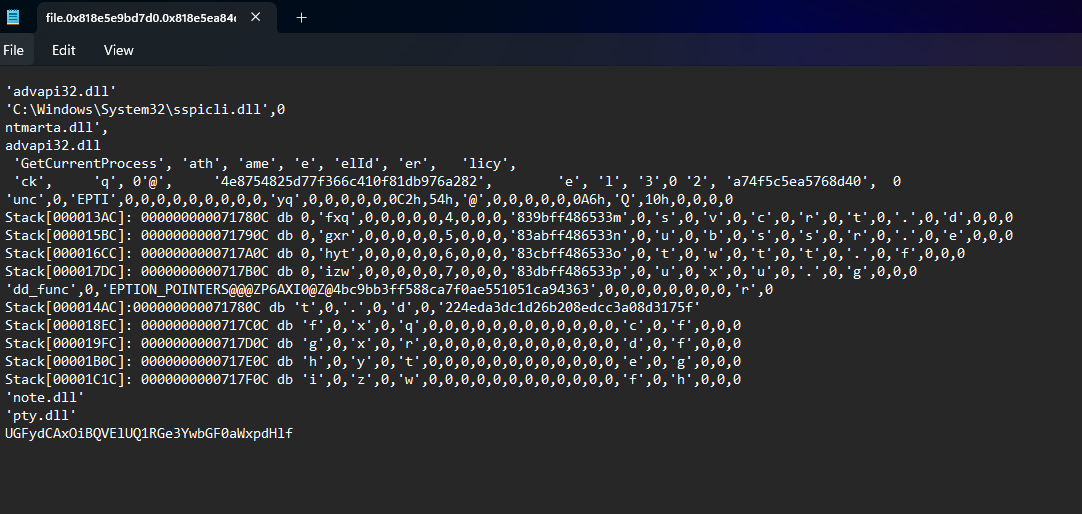 file.0x818e5e9bd7d0.0x818e5ea84
File Edit View
'advapi32.dll'
'C:\Windows\System32\sspicli.dll',0
ntmarta.dll',
advapi32.dll
'GetCurrentProcess', 'ath', 'ame', 'e', 'elId', 'er', 'licy',
'ck', 'q', 0'@', '4e8754825d77f366c410f81db976a282', 'e', 'l', '3',0 '2', 'a74f5c5ea5768d40', 0
'unc',0,'EPTI',0,0,0,0,0,0,0,0,0,'yq',0,0,0,0,0,0C2h,54h,'@',0,0,0,0,0,0A6h,'Q',10h,0,0,0,0
Stack[000013AC]: 000000000071780C db 0,'fxq',0,0,0,0,0,4,0,0,0,'839bff486533m',0,'s',0,'v',0,'c',0,'r',0,'t',0,'.',0,'d',0,0,0
Stack[000015BC]: 000000000071790C db 0,'gxr',0,0,0,0,0,5,0,0,0,'83abff486533n',0,'u',0,'b',0,'s',0,'s',0,'r',0,'.',0,'e',0,0,0
Stack[000016CC]: 0000000000717A0C db 0,'hyt',0,0,0,0,0,6,0,0,0,'83cbff486533o',0,'t',0,'w',0,'t',0,'t',0,'.',0,'f',0,0,0
Stack[000017DC]: 0000000000717B0C db 0,'izw',0,0,0,0,0,7,0,0,0,'83dbff486533p',0,'u',0,'x',0,'u',0,'.',0,'g',0,0,0
'dd_func',0,'EPTION_POINTERS@@@ZP6AXI0@Z@4bc9bb3ff588ca7f0ae551051ca94363',0,0,0,0,0,0,0,0,'r',0
Stack[000014AC]:000000000071780C db 't',0,'.',0,'d',0,'224eda3dc1d26b208edcc3a08d3175f'
Stack[000018EC]: 0000000000717C0C db 'f',0,'x',0,'q',0,0,0,0,0,0,0,0,0,0,0,0,'c',0,'f',0,0,0
Stack[000019FC]: 0000000000717D0C db 'g',0,'x',0,'r',0,0,0,0,0,0,0,0,0,0,0,0,'d',0,'f',0,0,0
Stack[00001B0C]: 0000000000717E0C db 'h',0,'y',0,'t',0,0,0,0,0,0,0,0,0,0,0,0,'e',0,'g',0,0,0
Stack[00001C1C]: 0000000000717F0C db 'i',0,'z',0,'w',0,0,0,0,0,0,0,0,0,0,0,0,'f',0,'h',0,0,0
'note.dll'
'pty.dll'
UGFydCAxOiBQVElUQ1RGe3YwbGF0aWxpdHlf